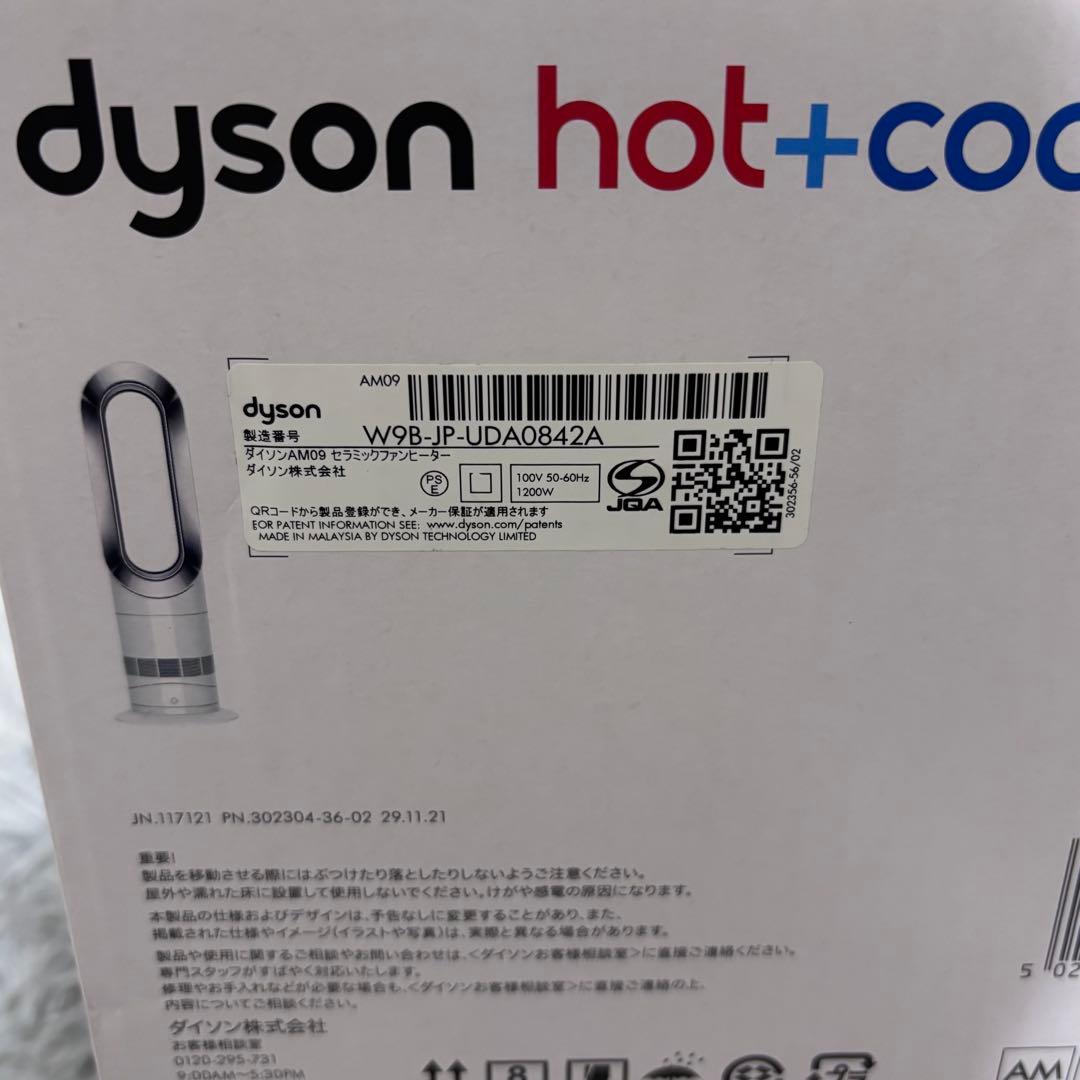 dyson hot+coo
AM09
dyson
製造番号 W9B-JP-UDA0842A
ダイソンAM09 セラミックファンヒーター
ダイソン株式会社
PS E
100V 50-60Hz
1200W
JQA
302356-56/02
QRコードから製品登録ができ、メーカー保証が適用されます
FOR PATENT INFORMATION SEE: www.dyson.com/patents
MADE IN MALAYSIA BY DYSON TECHNOLOGY LIMITED
JN.117121 PN.302304-36-02 29.11.21
重要!
製品を移動させる際にはぶつけたり落としたりしないようご注意ください。
屋外や濡れた床に設置して使用しないでください。けがや感電の原因になります。
本製品の仕様およびデザインは、予告なしに変更することがあり、また、
掲載された仕様やイメージ(イラストや写真)は、実際と異なる場合があります。
製品や使用に関するご相談やお問い合わせは、<ダイソンお客様相談室>に直接ご連絡ください。
専門スタッフがすばやく対応いたします。
修理やお手入れなどが必要な場合も、<ダイソンお客様相談室>に直接ご連絡の上、
内容についてご相談ください。
ダイソン株式会社
お客様相談室
0120-295-731
9:00AM~5:30PM
5 02
8
AM